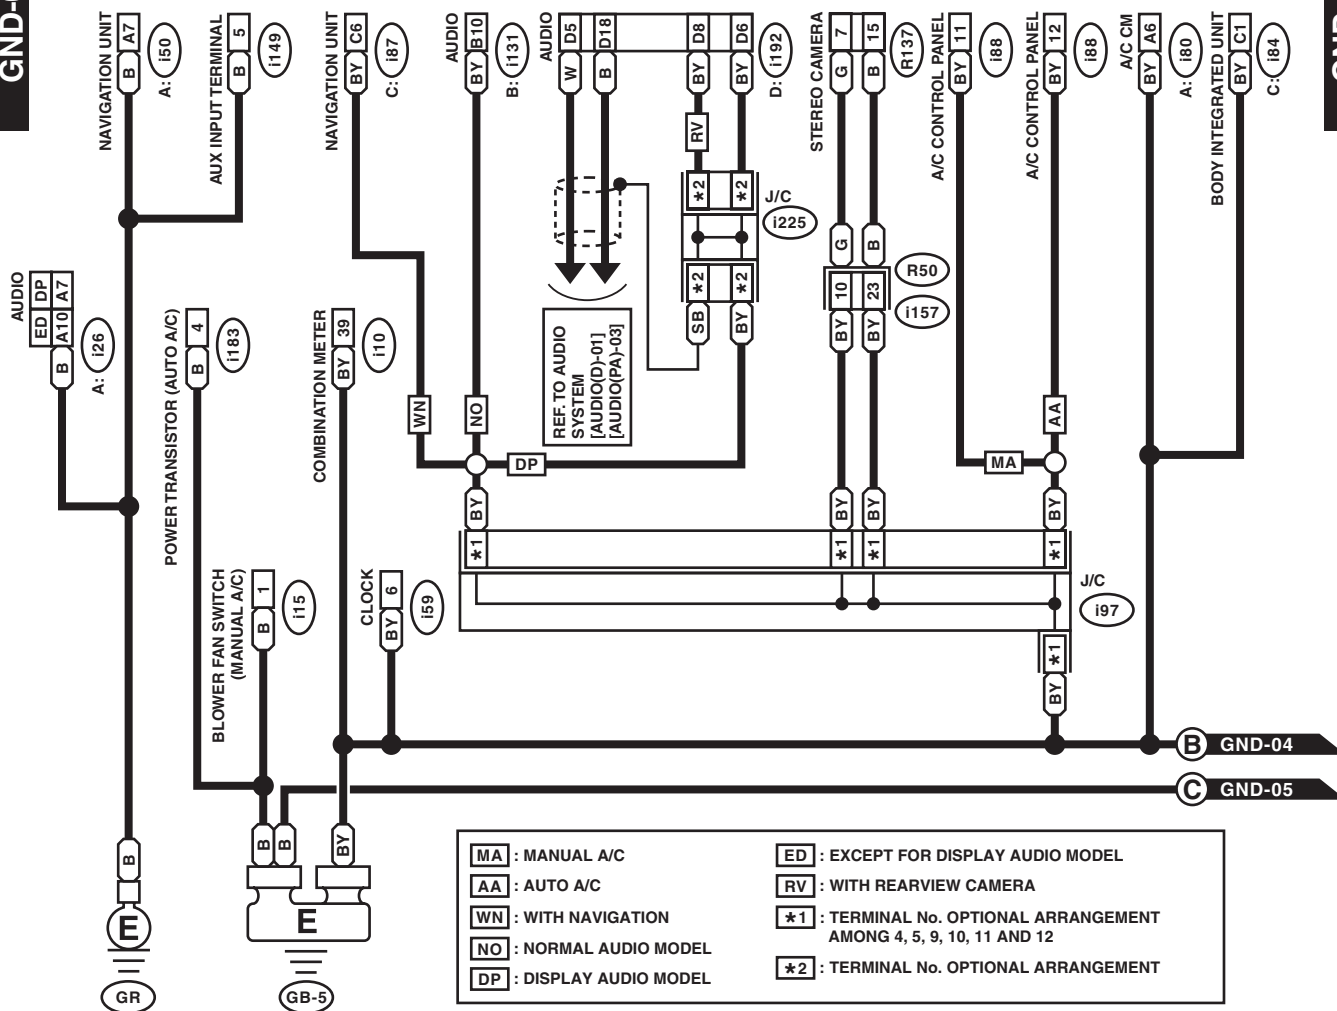 GND-
NAVIGATION UNIT
A7
B
A: i50
AUX INPUT TERMINAL
5
B
i149
NAVIGATION UNIT
C6
BY
C: i87
AUDIO
B10
BY
B: i131
AUDIO
D5
D18
D8
D6
W
B
BY
BY
D: i192
STEREO CAMERA
7
15
G
B
R137
A/C CONTROL PANEL
11
BY
i88
A/C CONTROL PANEL
12
BY
i88
A/C CM
A6
BY
A: i80
BODY INTEGRATED UNIT
C1
BY
C: i84
RV
*2
*2
J/C
i225
*2
*2
SB
BY
G
B
10
23
R50
i157
BY
BY
AUDIO
ED
DP
A10
A7
B
A: i26
POWER TRANSISTOR (AUTO A/C)
4
B
i183
COMBINATION METER
39
BY
i10
REF. TO AUDIO
SYSTEM
[AUDIO(D)-01]
[AUDIO(PA)-03]
WN
NO
DP
AA
MA
BY
BY
BY
BY
*1
*1
*1
*1
J/C
i97
BLOWER FAN SWITCH
(MANUAL A/C)
1
B
i15
CLOCK
6
BY
i59
*1
BY
B
GND-04
C
GND-05
B
B
B
BY
E
E
GR
GB-5
MA : MANUAL A/C
AA : AUTO A/C
WN : WITH NAVIGATION
NO : NORMAL AUDIO MODEL
DP : DISPLAY AUDIO MODEL
ED : EXCEPT FOR DISPLAY AUDIO MODEL
RV : WITH REARVIEW CAMERA
*1 : TERMINAL No. OPTIONAL ARRANGEMENT
AMONG 4, 5, 9, 10, 11 AND 12
*2 : TERMINAL No. OPTIONAL ARRANGEMENT